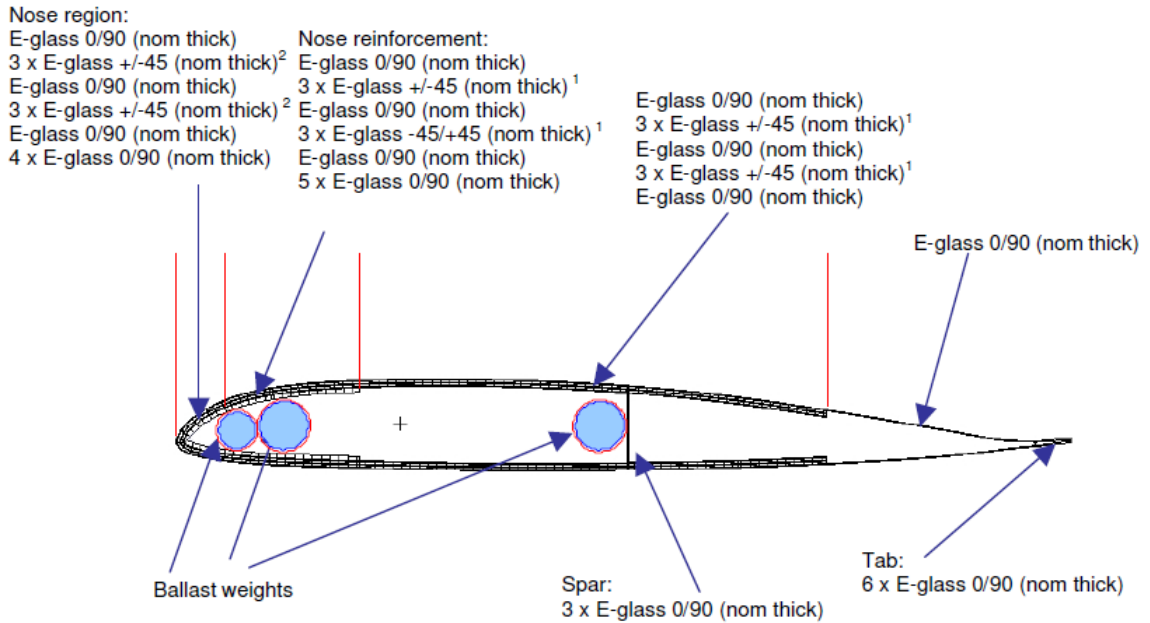 Nose region:
E-glass 0/90 (nom thick)
3 x E-glass +/-45 (nom thick)²
E-glass 0/90 (nom thick)
3 x E-glass +/-45 (nom thick) ²
E-glass 0/90 (nom thick)
4 x E-glass 0/90 (nom thick)
Nose reinforcement:
E-glass 0/90 (nom thick)
3 x E-glass +/-45 (nom thick) ¹
E-glass 0/90 (nom thick)
3 x E-glass -45/+45 (nom thick) ¹
E-glass 0/90 (nom thick)
5 x E-glass 0/90 (nom thick)
E-glass 0/90 (nom thick)
3 x E-glass +/-45 (nom thick)¹
E-glass 0/90 (nom thick)
3 x E-glass +/-45 (nom thick)¹
E-glass 0/90 (nom thick)
E-glass 0/90 (nom thick)
Ballast weights
Spar:
3 x E-glass 0/90 (nom thick)
Tab:
6 x E-glass 0/90 (nom thick)